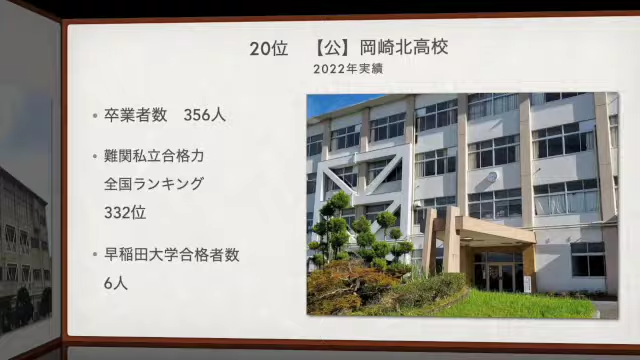 20位　【公】岡崎北高校
2022年実績
• 卒業者数　356人
• 難関私立合格力
全国ランキング
332位
• 早稲田大学合格者数
6人